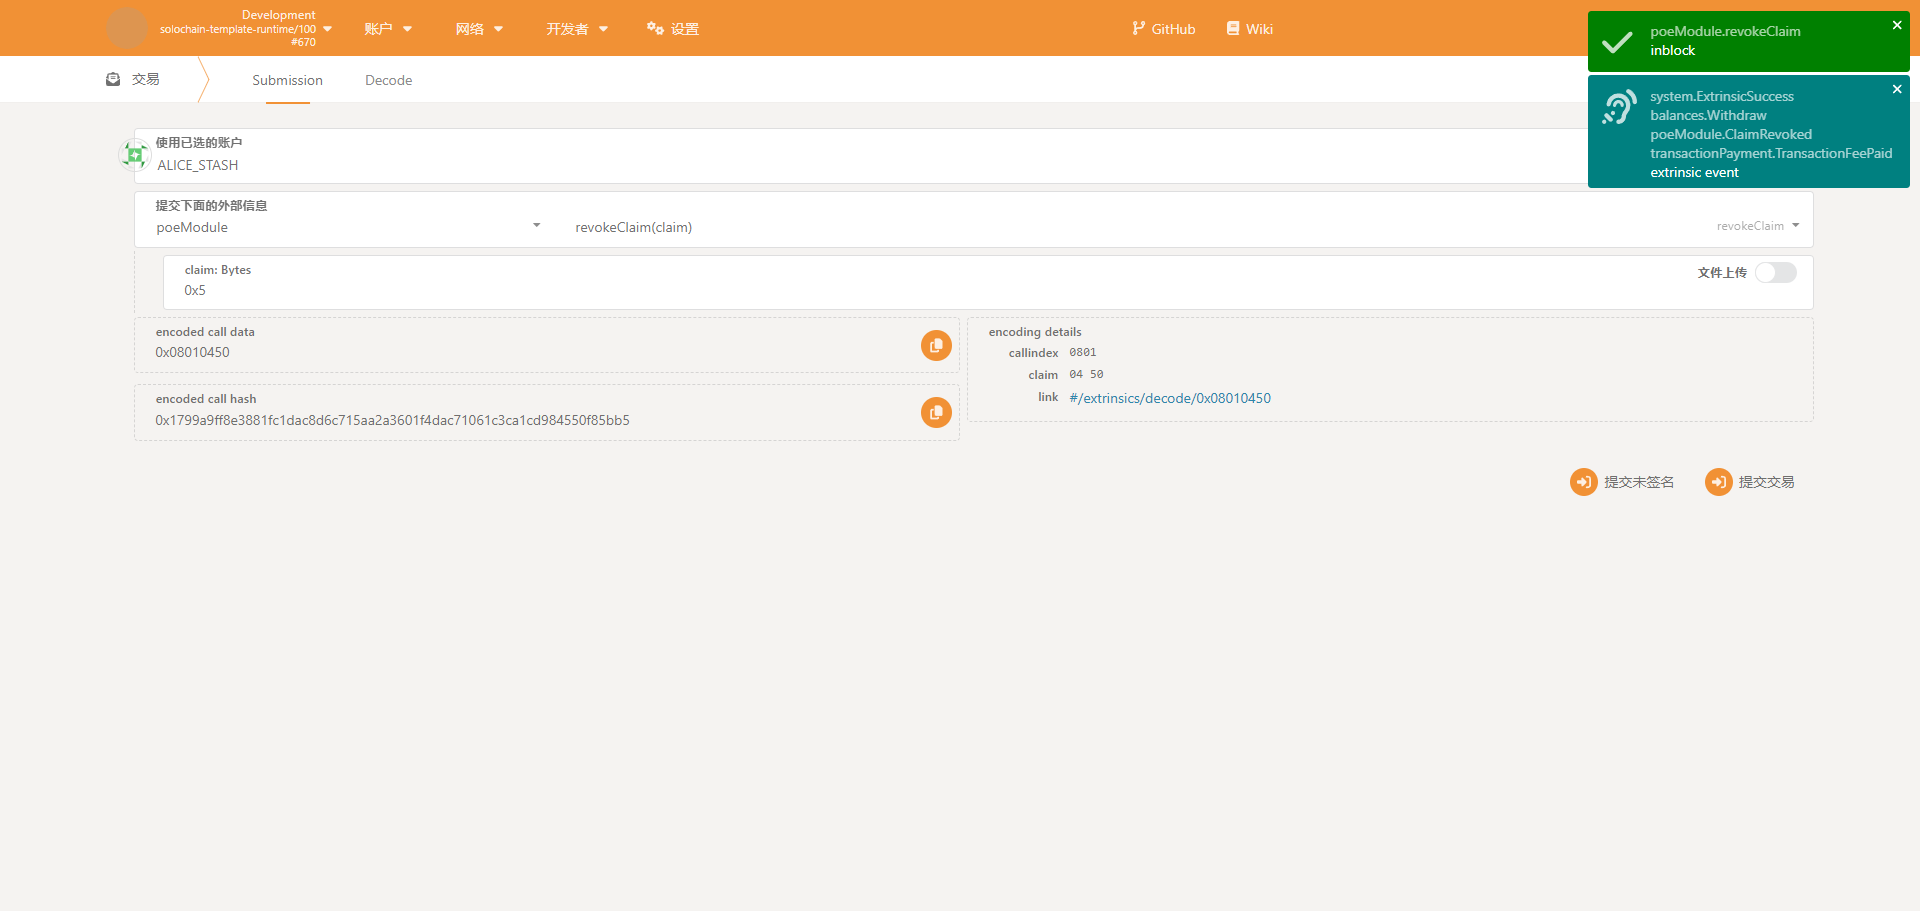 Development
solochain-template-runtime/100
#670
账户
网络
开发者
设置
GitHub
Wiki
poeModule.revokeClaim
inblock
system.ExtrinsicSuccess
balances.Withdraw
poeModule.ClaimRevoked
transactionPayment.TransactionFeePaid
extrinsic event
交易
Submission
Decode
使用已选的账户
ALICE_STASH
提交下面的外部信息
poeModule
revokeClaim(claim)
revokeClaim
claim: Bytes
0x5
文件上传
encoded call data
0x08010450
encoding details
callindex 0801
claim 04 50
link #/extrinsics/decode/0x08010450
encoded call hash
0x1799a9ff8e3881fc1dac8d6c715aa2a3601f4dac71061c3ca1cd984550f85bb5
提交未签名
提交交易